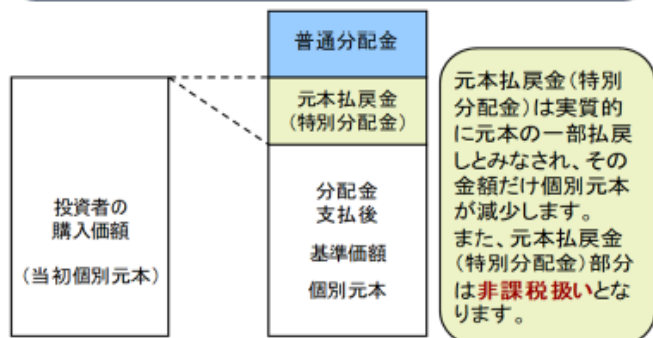 普通分配金
元本払戻金
(特別分配金)
投資者の
購入価額
(当初個別元本)
分配金
支払後
基準価額
個別元本
元本払戻金(特別
分配金)は実質的
に元本の一部払戻
しとみなされ、その
金額だけ個別元本
が減少します。
また、元本払戻金
(特別分配金)部分
は非課税扱いとな
ります。